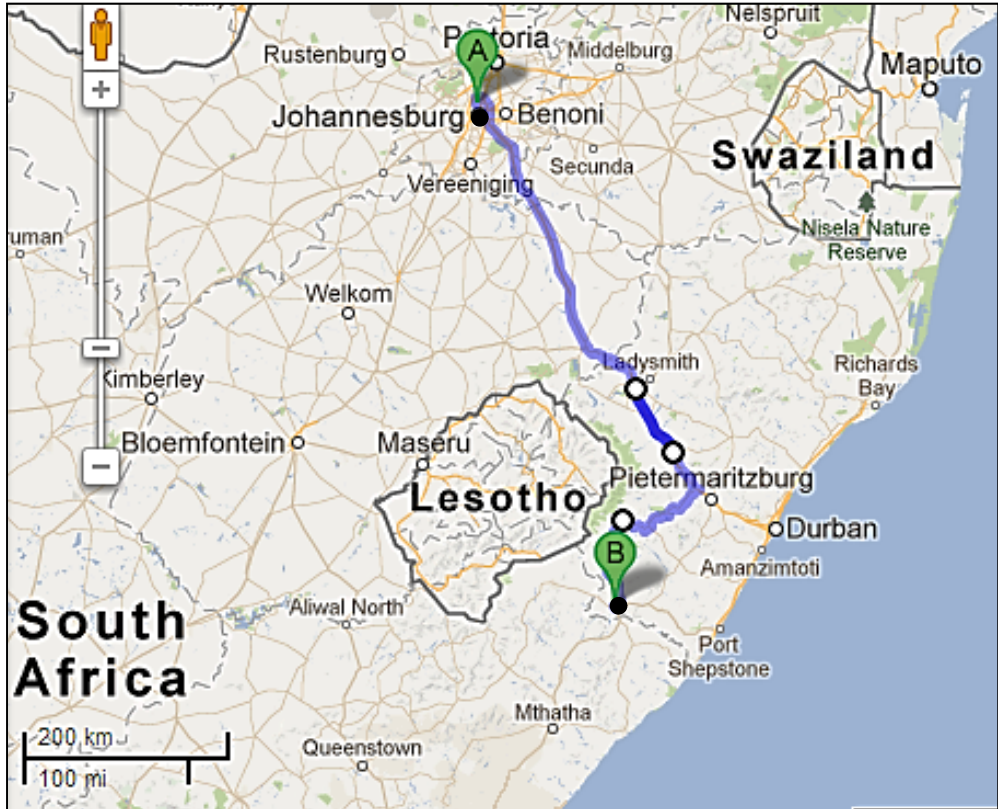 Nelspruit
Pretoria
A
Rustenburg
Middelburg
Maputo
Johannesburg
Benoni
Swaziland
Secunda
Vereeniging
Nisela Nature
Reserve
Welkom
Ladysmith
Richards
Bay
Kimberley
Bloemfontein
Maseru
Pietermaritzburg
Lesotho
Durban
B
Amanzimtoti
Aliwal North
South
Africa
Port
Shepstone
Mthatha
200 km
Queenstown
100 mi